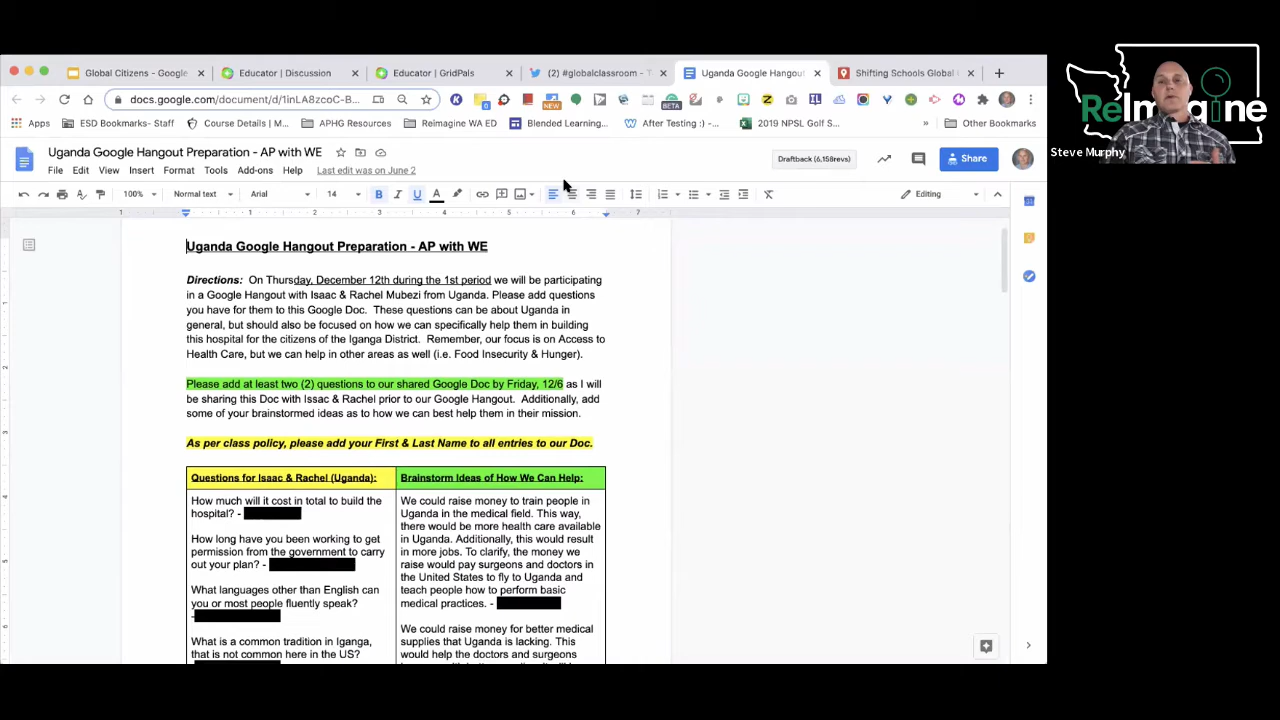 Global Citizens - Google
Educator | Discussion
Educator | GridPals
(2) #globalclassroom - T
Uganda Google Hangout
Shifting Schools Global
docs.google.com/document/d/1inLA8zcoC-B...
NEW
BETA
Apps
ESD Bookmarks- Staff
Course Details | M...
APHG Resources
Reimagine WA ED
Blended Learning...
After Testing :) -...
2019 NPSL Golf S...
»
Other Bookmarks
ReImagine
Steve Murphy
Uganda Google Hangout Preparation - AP with WE
Draftback (6,158revs)
Share
File Edit View Insert Format Tools Add-ons Help Last edit was on June 2
100% Normal text Arial 14 B I U A Editing
1 1 2 3 4 5 6 7
Uganda Google Hangout Preparation - AP with WE
Directions: On Thursday, December 12th during the 1st period we will be participating
in a Google Hangout with Isaac & Rachel Mubezi from Uganda. Please add questions
you have for them to this Google Doc. These questions can be about Uganda in
general, but should also be focused on how we can specifically help them in building
this hospital for the citizens of the Iganga District. Remember, our focus is on Access to
Health Care, but we can help in other areas as well (i.e. Food Insecurity & Hunger).
Please add at least two (2) questions to our shared Google Doc by Friday, 12/6 as I will
be sharing this Doc with Issac & Rachel prior to our Google Hangout. Additionally, add
some of your brainstormed ideas as to how we can best help them in their mission.
As per class policy, please add your First & Last Name to all entries to our Doc.
Questions for Isaac & Rachel (Uganda):
How much will it cost in total to build the
hospital? -
How long have you been working to get
permission from the government to carry
out your plan? -
What languages other than English can
you or most people fluently speak?
-
What is a common tradition in Iganga,
that is not common here in the US?
Brainstorm Ideas of How We Can Help:
We could raise money to train people in
Uganda in the medical field. This way,
there would be more health care available
in Uganda. Additionally, this would result
in more jobs. To clarify, the money we
raise would pay surgeons and doctors in
the United States to fly to Uganda and
teach people how to perform basic
medical practices. -
We could raise money for better medical
supplies that Uganda is lacking. This
would help the doctors and surgeons